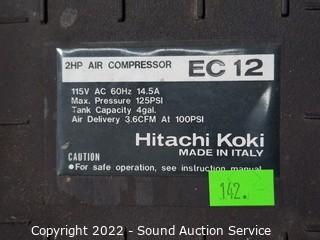 2HP AIR COMPRESSOR EC 12
115V AC 60Hz 14.5A
Max. Pressure 125PSI
Tank Capacity 4gal.
Air Delivery 3.6CFM At 100PSI
Hitachi Koki
MADE IN ITALY
CAUTION
●For safe operation, see instruction manual.
142.
Copyright 2022 - Sound Auction Service